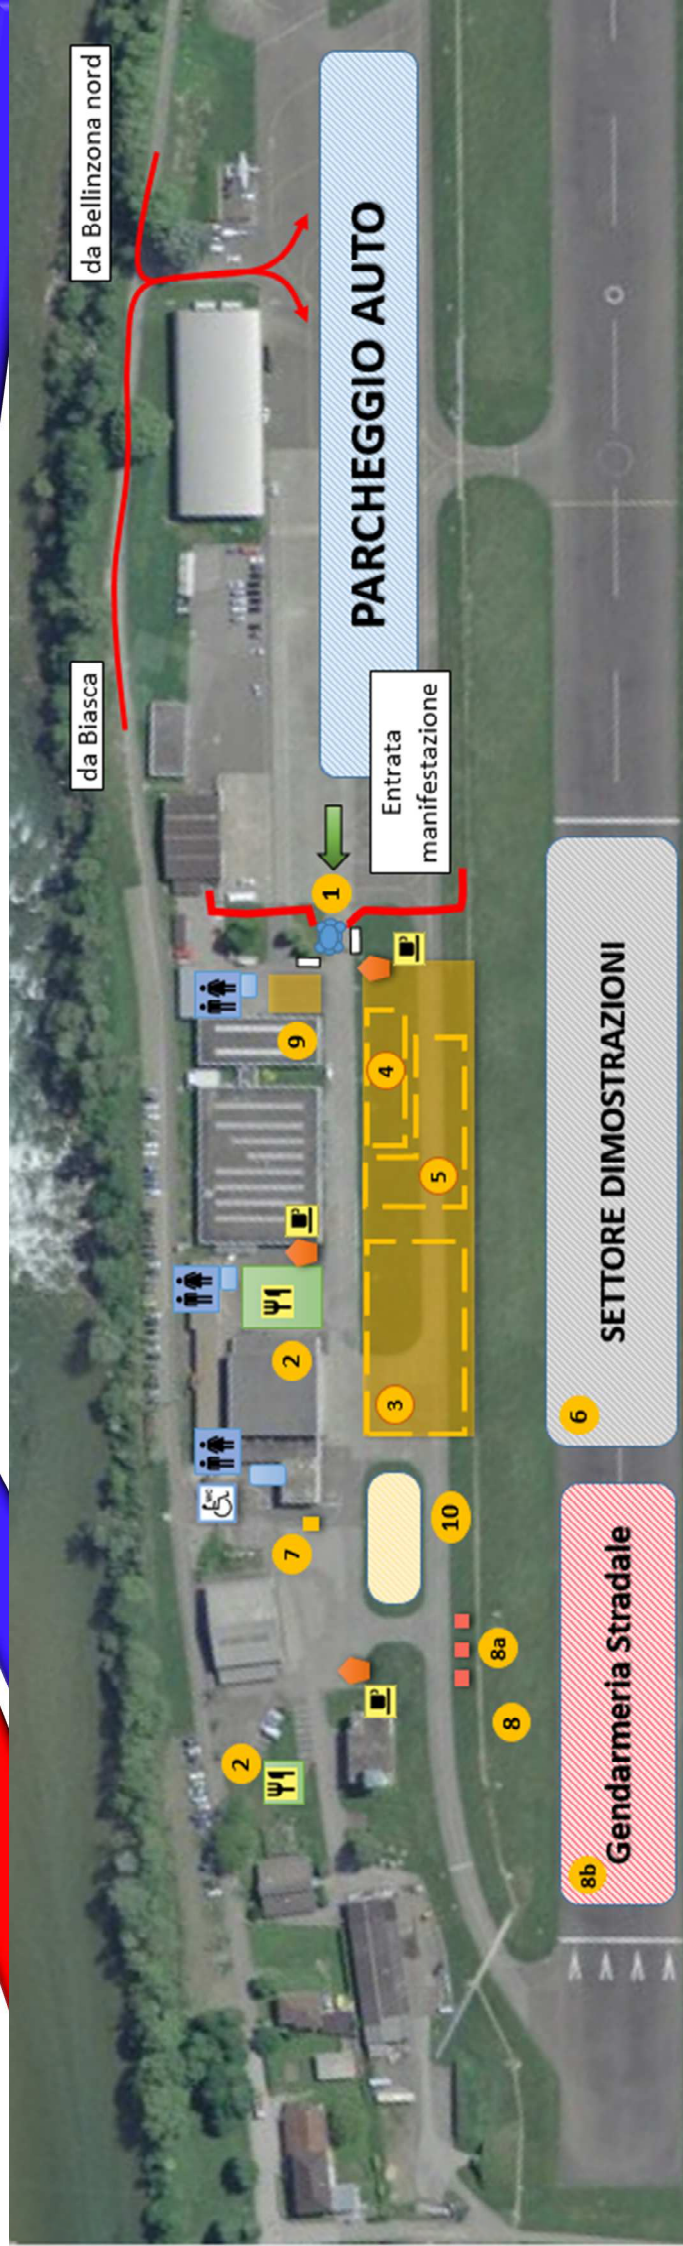 da Biasca
da Bellinzona nord
2
7
2
9
1
PARCHEGGIO AUTO
Entrata
manifestazione
3
4
5
10
8
8a
8b
Gendarmeria Stradale
6
SETTORE DIMOSTRAZIONI